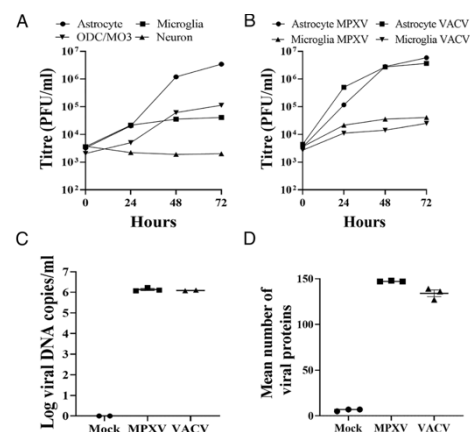 A
Astrocyte Microglia
ODC/MO3 Neuron
Titre (PFU/ml)
10⁷
10⁶
10⁵
10⁴
10³
10²
0 24 48 72
Hours
B
Astrocyte MPXV Astrocyte VACV
Microglia MPXV Microglia VACV
Titre (PFU/ml)
10⁷
10⁶
10⁵
10⁴
10³
10²
0 24 48 72
Hours
C
Log viral DNA copies/ml
7
6
5
4
3
2
1
0
Mock MPXV VACV
D
Mean number of
viral proteins
150
100
50
0
Mock MPXV VACV